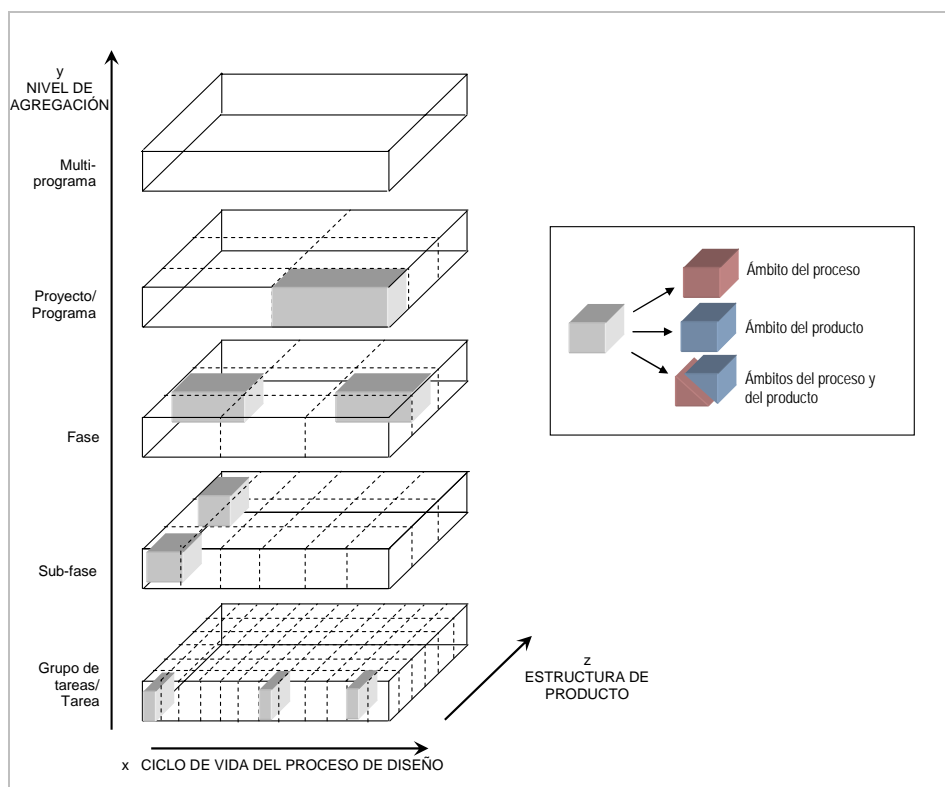 y
NIVEL DE
AGREGACIÓN
Multi-
programa
Proyecto/
Programa
Fase
Sub-fase
Grupo de
tareas/
Tarea
x CICLO DE VIDA DEL PROCESO DE DISEÑO
z
ESTRUCTURA DE
PRODUCTO
Ámbito del proceso
Ámbito del producto
Ámbitos del proceso y
del producto